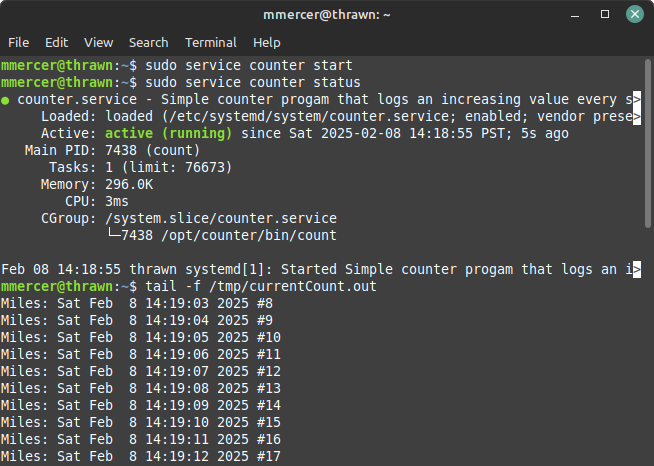 mmercer@thrawn: ~
File Edit View Search Terminal Help
mmercer@thrawn:~$ sudo service counter start
mmercer@thrawn:~$ sudo service counter status
● counter.service - Simple counter progam that logs an increasing value every s>
     Loaded: loaded (/etc/systemd/system/counter.service; enabled; vendor prese>
     Active: active (running) since Sat 2025-02-08 14:18:55 PST; 5s ago
   Main PID: 7438 (count)
      Tasks: 1 (limit: 76673)
     Memory: 296.0K
        CPU: 3ms
     CGroup: /system.slice/counter.service
             └─7438 /opt/counter/bin/count
Feb 08 14:18:55 thrawn systemd[1]: Started Simple counter progam that logs an i>
mmercer@thrawn:~$ tail -f /tmp/currentCount.out
Miles: Sat Feb  8 14:19:03 2025 #8
Miles: Sat Feb  8 14:19:04 2025 #9
Miles: Sat Feb  8 14:19:05 2025 #10
Miles: Sat Feb  8 14:19:06 2025 #11
Miles: Sat Feb  8 14:19:07 2025 #12
Miles: Sat Feb  8 14:19:08 2025 #13
Miles: Sat Feb  8 14:19:09 2025 #14
Miles: Sat Feb  8 14:19:10 2025 #15
Miles: Sat Feb  8 14:19:11 2025 #16
Miles: Sat Feb  8 14:19:12 2025 #17